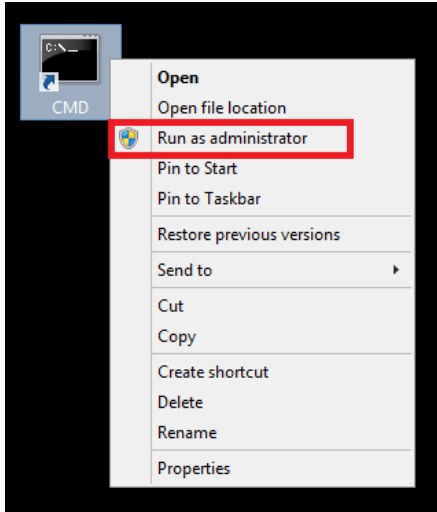 C:\_
CMD
Open
Open file location
Run as administrator
Pin to Start
Pin to Taskbar
Restore previous versions
Send to
Cut
Copy
Create shortcut
Delete
Rename
Properties